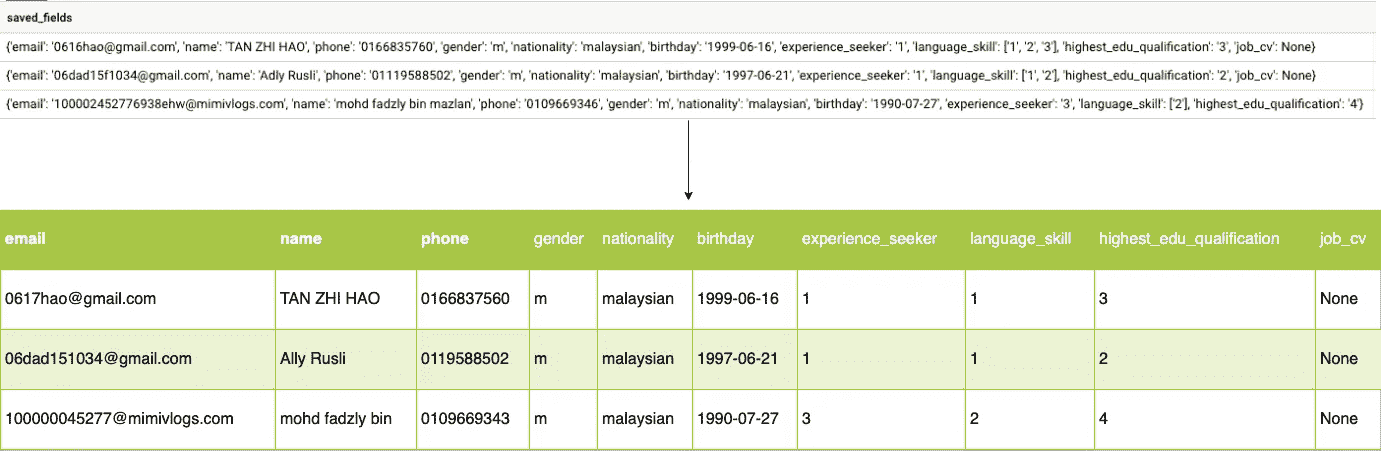 saved_fields
{'email': '0616hao@gmail.com', 'name': 'TAN ZHI HAO', 'phone': '0166835760', 'gender': 'm', 'nationality': 'malaysian', 'birthday': '1999-06-16', 'experience_seeker': '1', 'language_skill': ['1', '2', '3'], 'highest_edu_qualification': '3', 'job_cv': None}
{'email': '06dad15f1034@gmail.com', 'name': 'Adly Rusli', 'phone': '01119588502', 'gender': 'm', 'nationality': 'malaysian', 'birthday': '1997-06-21', 'experience_seeker': '1', 'language_skill': ['1', '2'], 'highest_edu_qualification': '2', 'job_cv': None}
{'email': '100002452776938ehw@mimivlogs.com', 'name': 'mohd fadzly bin mazlan', 'phone': '0109669346', 'gender': 'm', 'nationality': 'malaysian', 'birthday': '1990-07-27', 'experience_seeker': '3', 'language_skill': ['2'], 'highest_edu_qualification': '4'}
email name phone gender nationality birthday experience_seeker language_skill highest_edu_qualification job_cv
0617hao@gmail.com TAN ZHI HAO 0166837560 m malaysian 1999-06-16 1 1 3 None
06dad151034@gmail.com Ally Rusli 0119588502 m malaysian 1997-06-21 1 1 2 None
100000045277@mimivlogs.com mohd fadzly bin 0109669343 m malaysian 1990-07-27 3 2 4 None